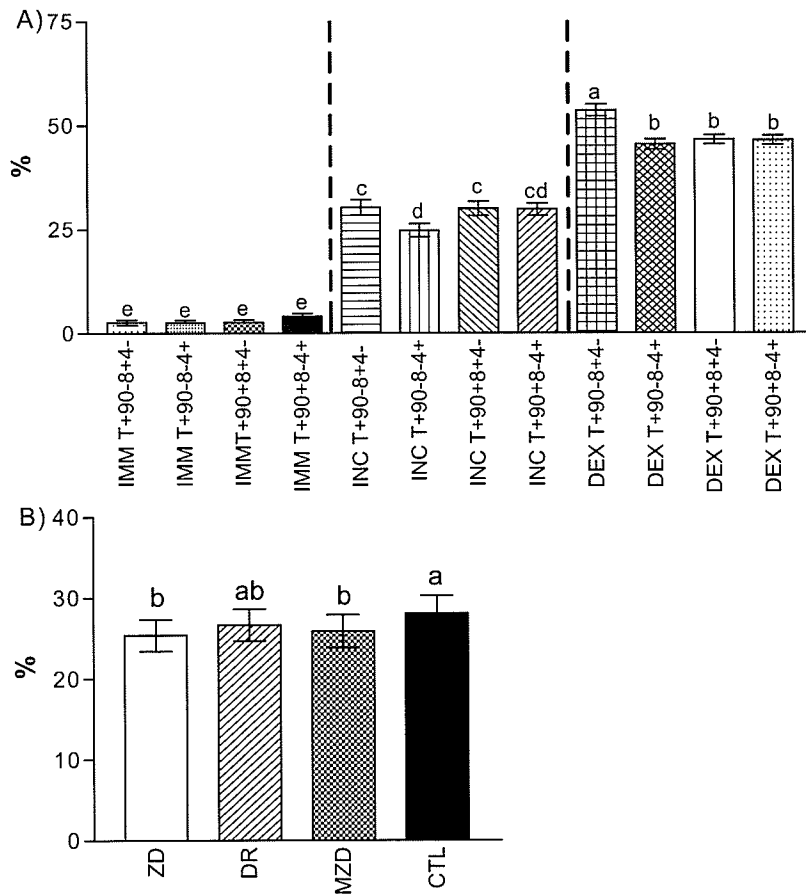 A)
75
50
25
0
%
e
e
e
e
c
d
c
cd
a
b
b
b
IMM T+90-8+4-
IMM T+90-8-4+
IMMT+90+8+4-
IMM T+90+8-4+
INC T+90-8+4-
INC T+90-8-4+
INC T+90+8+4-
INC T+90+8-4+
DEX T+90-8+4-
DEX T+90-8-4+
DEX T+90+8+4-
DEX T+90+8-4+
B)
40
30
20
10
0
%
b
ab
b
a
ZD
DR
MZD
CTL